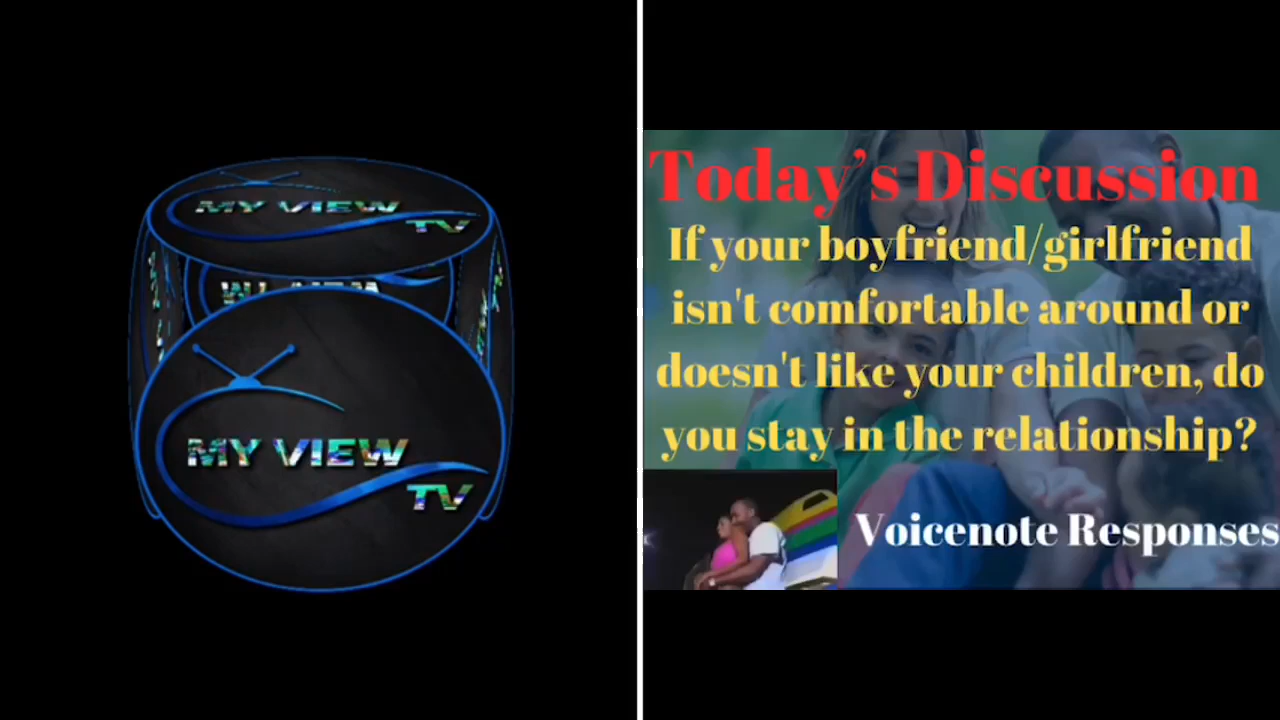 MY VIEW
TV
MY VIEW
TV
Today's Discussion
If your boyfriend/girlfriend
isn't comfortable around or
doesn't like your children, do
you stay in the relationship?
Voicenote Responses